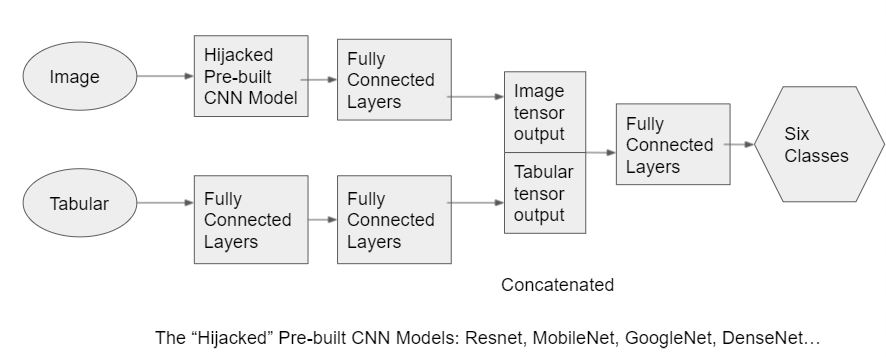 Image
Hijacked
Pre-built
CNN Model
Fully
Connected
Layers
Image
tensor
output
Tabular
tensor
output
Fully
Connected
Layers
Six
Classes
Tabular
Fully
Connected
Layers
Fully
Connected
Layers
Concatenated
The “Hijacked” Pre-built CNN Models: Resnet, MobileNet, GoogleNet, DenseNet…